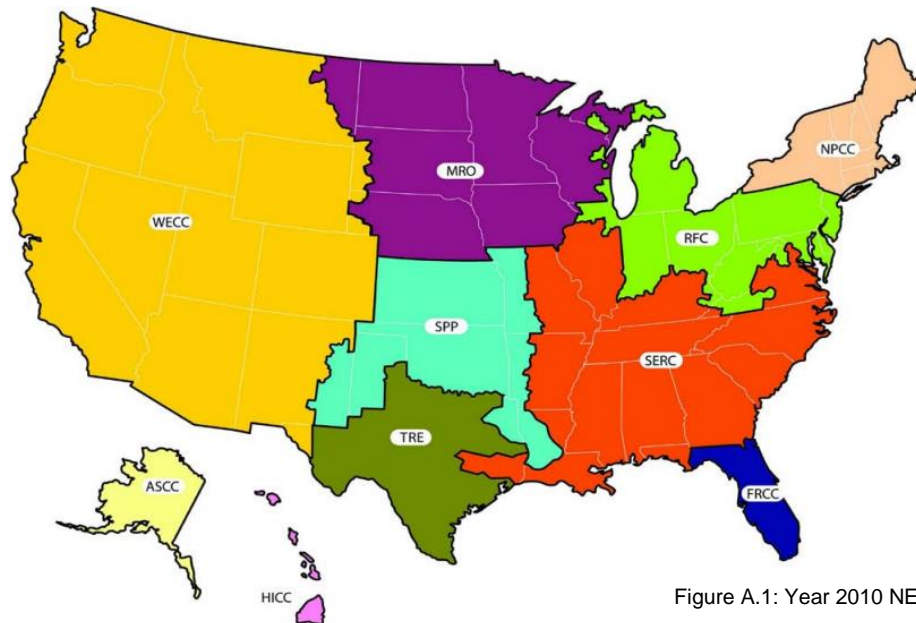 NPCC
MRO
WECC
RFC
SPP
SERC
TRE
ASCC
FRCC
HICC
Figure A.1: Year 2010 NE